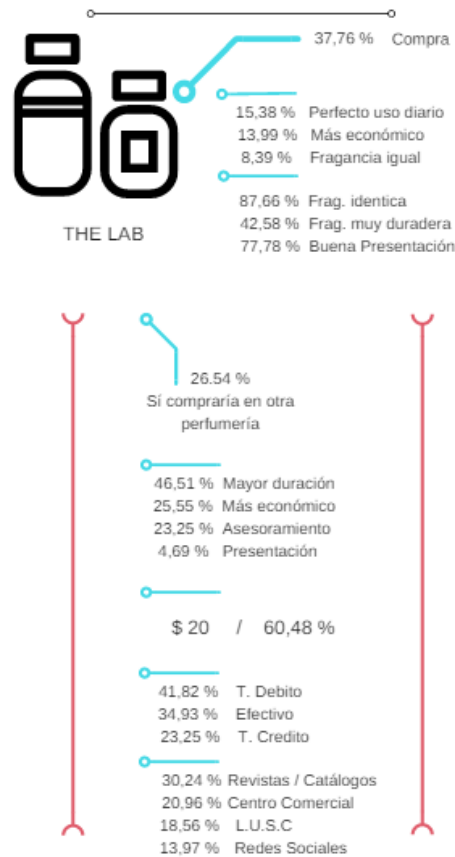 37,76 % Compra
15,38 % Perfecto uso diario
13,99 % Más económico
8,39 % Fragancia igual
87,66 % Frag. identica
42,58 % Frag. muy duradera
77,78 % Buena Presentación
THE LAB
26.54 %
Sí compraría en otra
perfumería
46,51 % Mayor duración
25,55 % Más económico
23,25 % Asesoramiento
4,69 % Presentación
$ 20 / 60,48 %
41,82 % T. Debito
34,93 % Efectivo
23,25 % T. Credito
30,24 % Revistas / Catálogos
20,96 % Centro Comercial
18,56 % L.U.S.C
13,97 % Redes Sociales